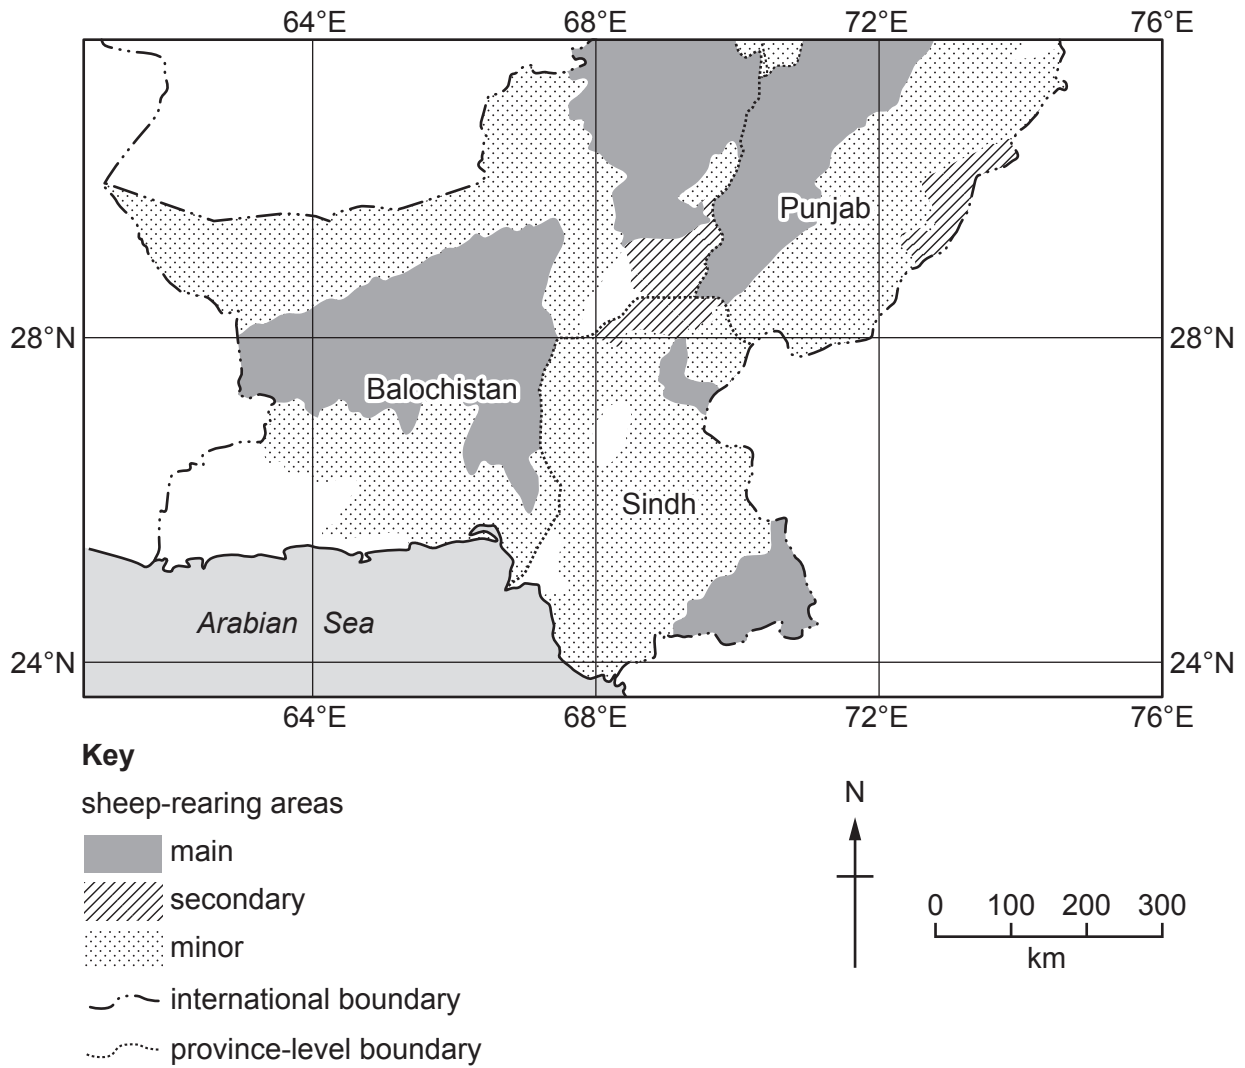 64°E 68°E 72°E 76°E
Punjab
28°N 28°N
Balochistan
Sindh
Arabian Sea
24°N 24°N
64°E 68°E 72°E 76°E
Key
sheep-rearing areas
main
secondary
minor
international boundary
province-level boundary
N
0 100 200 300
km